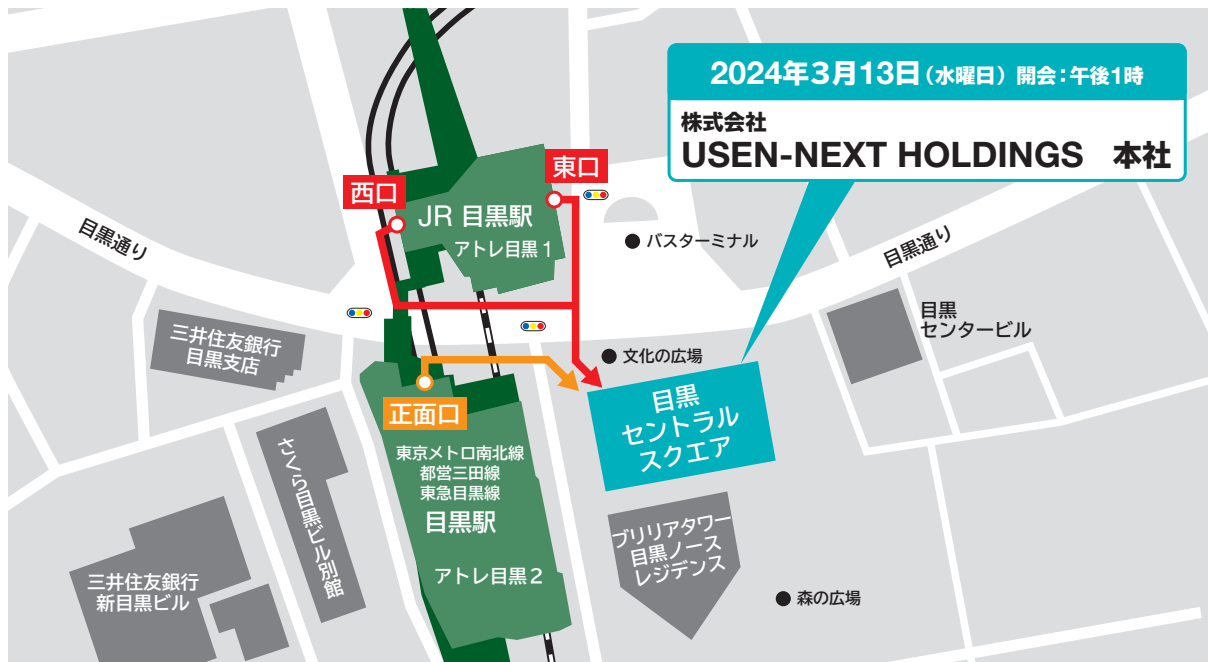 2024年3月13日（水曜日）開会：午後1時
株式会社
USEN-NEXT HOLDINGS 本社
東口
西口
JR 目黒駅
アトレ目黒1
バスターミナル
目黒通り
目黒通り
目黒
センタービル
三井住友銀行
目黒支店
文化の広場
正面口
目黒
セントラル
スクエア
東京メトロ南北線
都営三田線
東急目黒線
目黒駅
アトレ目黒2
さくら目黒ビル別館
三井住友銀行
新目黒ビル
ブリリアタワー
目黒ノース
レジデンス
森の広場